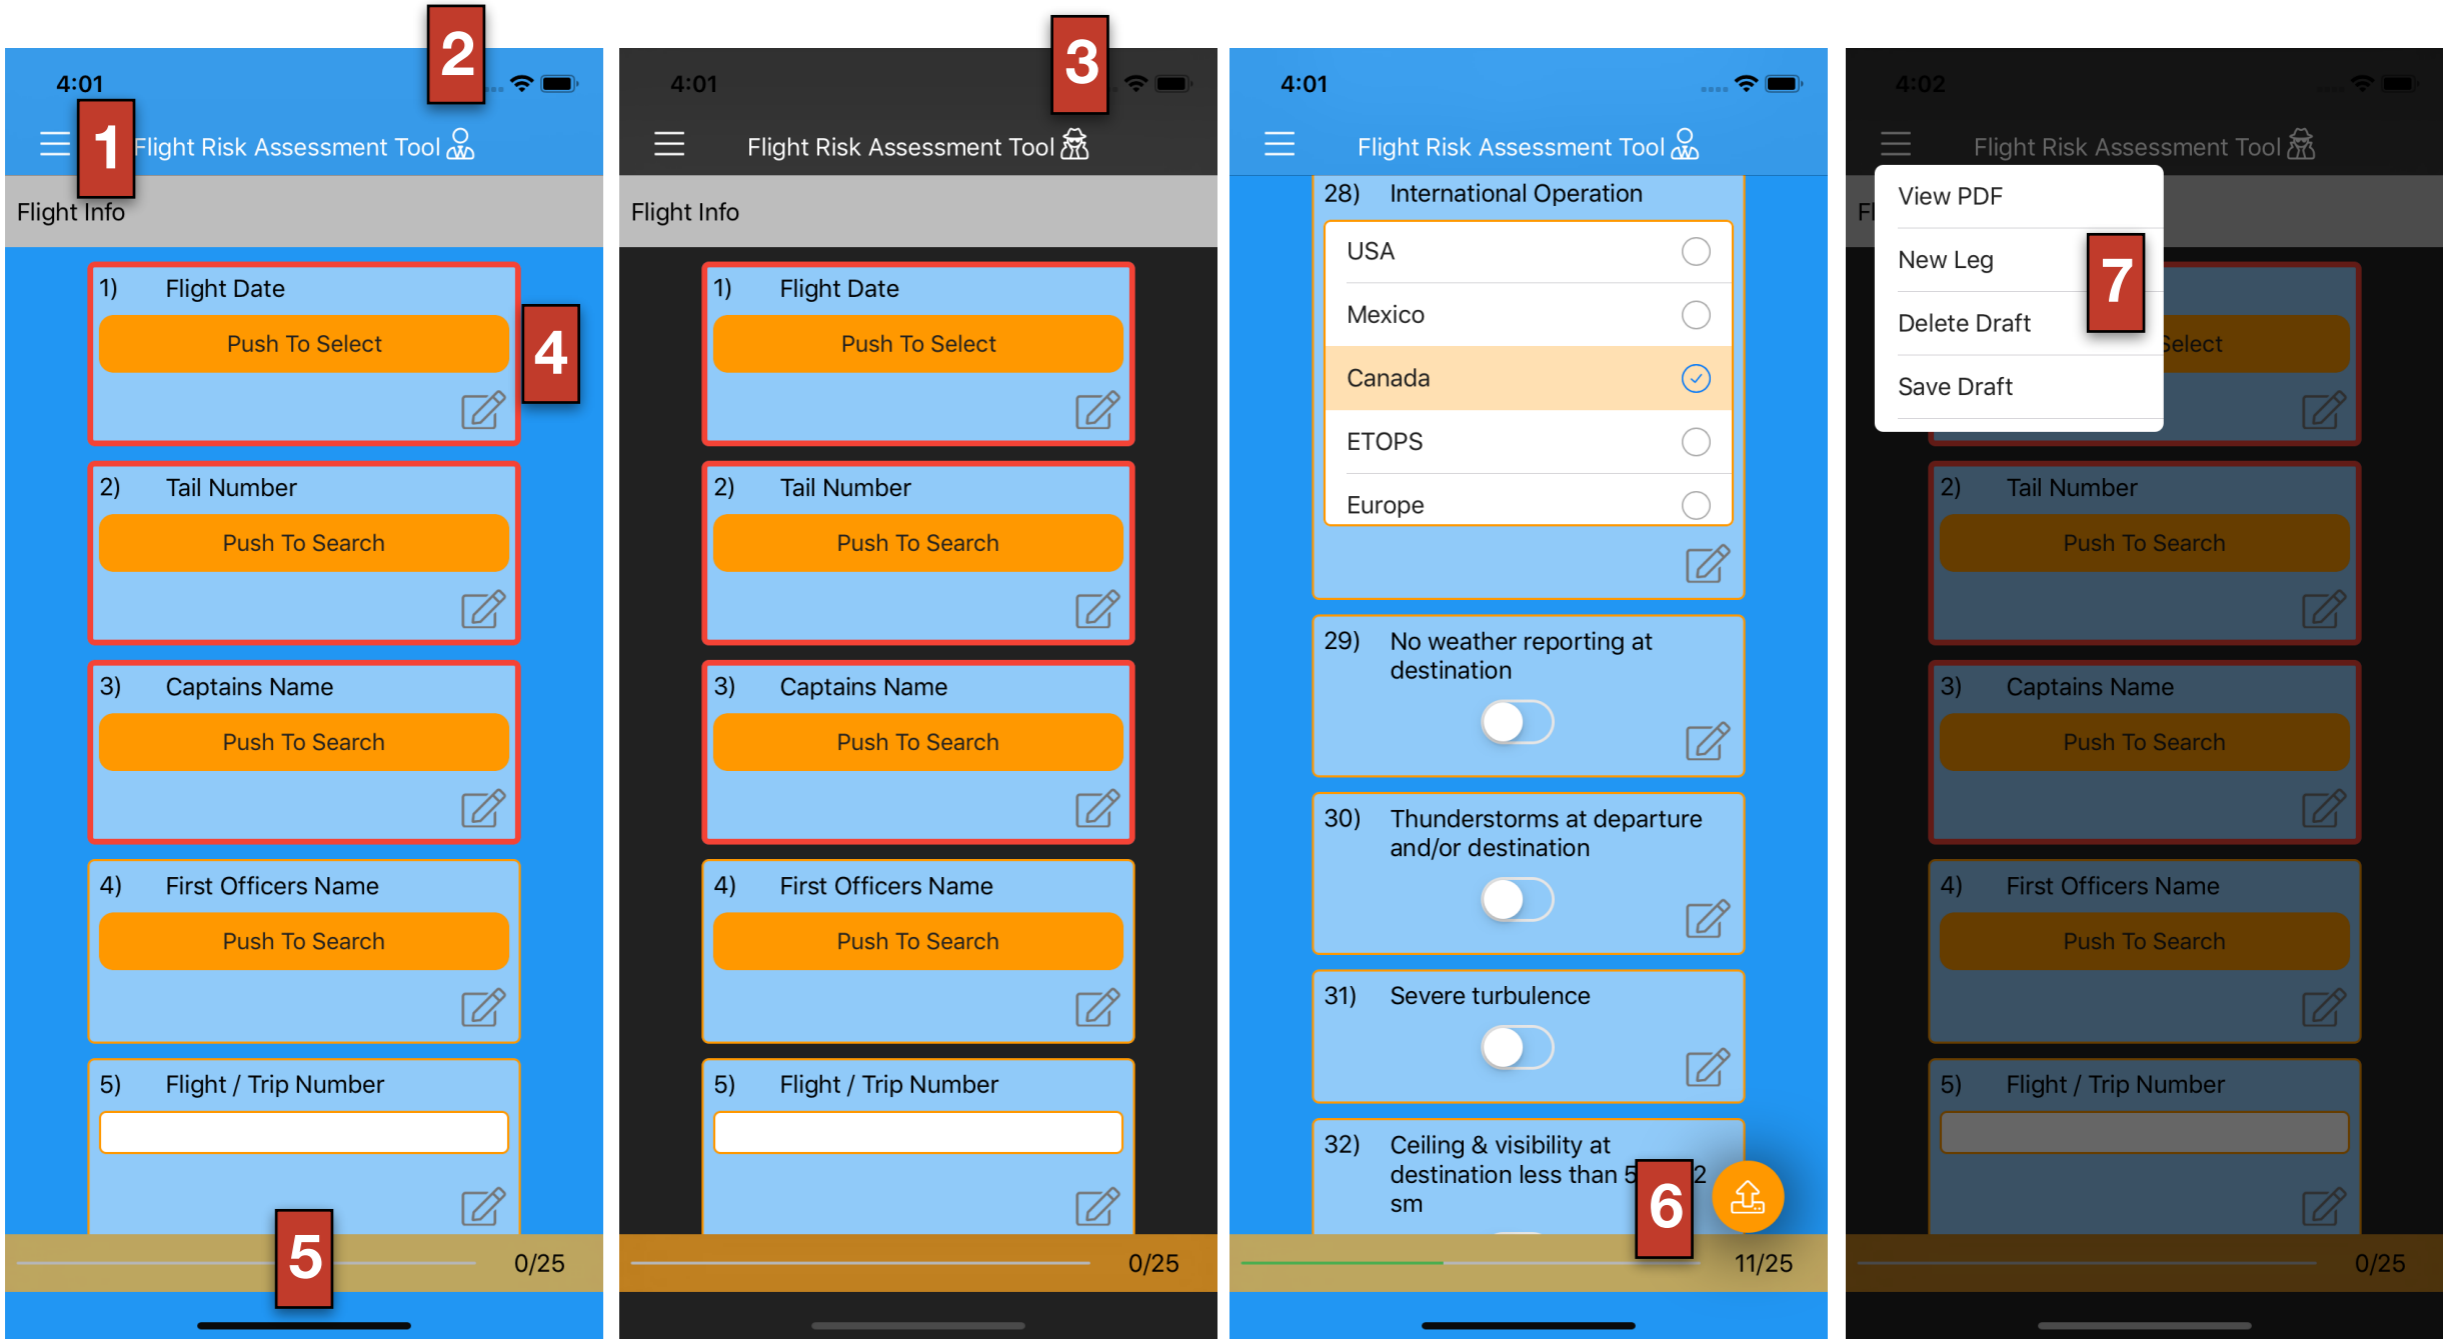 2
4:01
1
Flight Risk Assessment Tool
Flight Info
1) Flight Date
Push To Select
4
2) Tail Number
Push To Search
3) Captains Name
Push To Search
4) First Officers Name
Push To Search
5) Flight / Trip Number
5
0/25
3
4:01
Flight Risk Assessment Tool
Flight Info
1) Flight Date
Push To Select
2) Tail Number
Push To Search
3) Captains Name
Push To Search
4) First Officers Name
Push To Search
5) Flight / Trip Number
0/25
4:01
Flight Risk Assessment Tool
28) International Operation
USA
Mexico
Canada
ETOPS
Europe
29) No weather reporting at
destination
30) Thunderstorms at departure
and/or destination
31) Severe turbulence
32) Ceiling & visibility at
destination less than 5 2
sm
6
11/25
4:02
Flight Risk Assessment Tool
View PDF
New Leg
7
Delete Draft
Save Draft
Select
2) Tail Number
Push To Search
3) Captains Name
Push To Search
4) First Officers Name
Push To Search
5) Flight / Trip Number
0/25